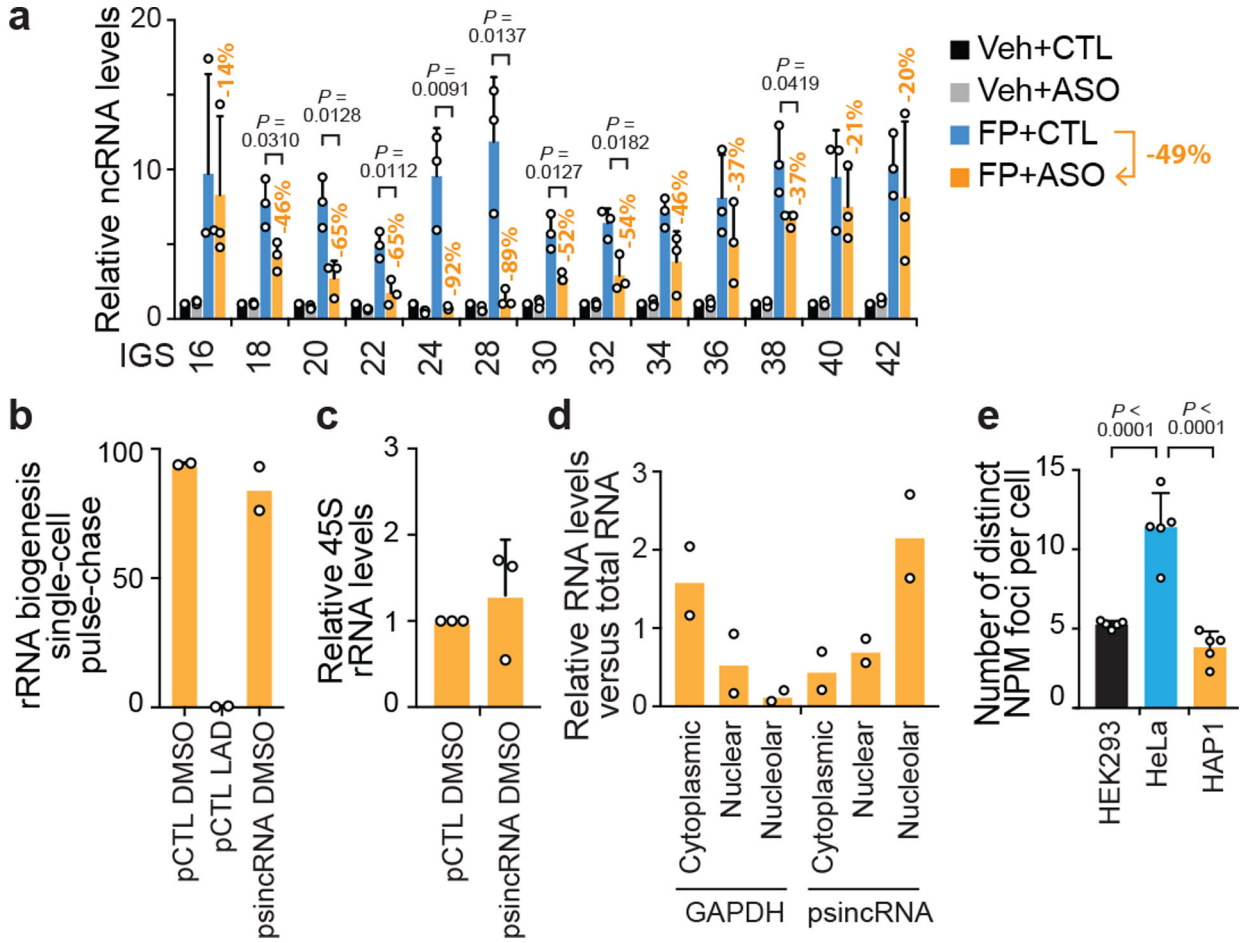 a
Relative ncRNA levels
20
10
0
-14%
P =
0.0310
-46%
P =
0.0128
-65%
P =
0.0112
-65%
P =
0.0091
-92%
P =
0.0137
-89%
P =
0.0127
-52%
P =
0.0182
-54%
-46%
-37%
P =
0.0419
-37%
-21%
-20%
Veh+CTL
Veh+ASO
FP+CTL
FP+ASO
-49%
IGS
16
18
20
22
24
28
30
32
34
36
38
40
42
b
rRNA biogenesis
single-cell
pulse-chase
100
50
0
pCTL DMSO
pCTL LAD
psincRNA DMSO
c
Relative 45S
rRNA levels
3
2
1
0
pCTL DMSO
psincRNA DMSO
d
Relative RNA levels
versus total RNA
3
2
1
0
Cytoplasmic
Nuclear
Nucleolar
Cytoplasmic
Nuclear
Nucleolar
GAPDH
psincRNA
e
P <
0.0001
P <
0.0001
Number of distinct
NPM foci per cell
15
10
5
0
HEK293
HeLa
HAP1